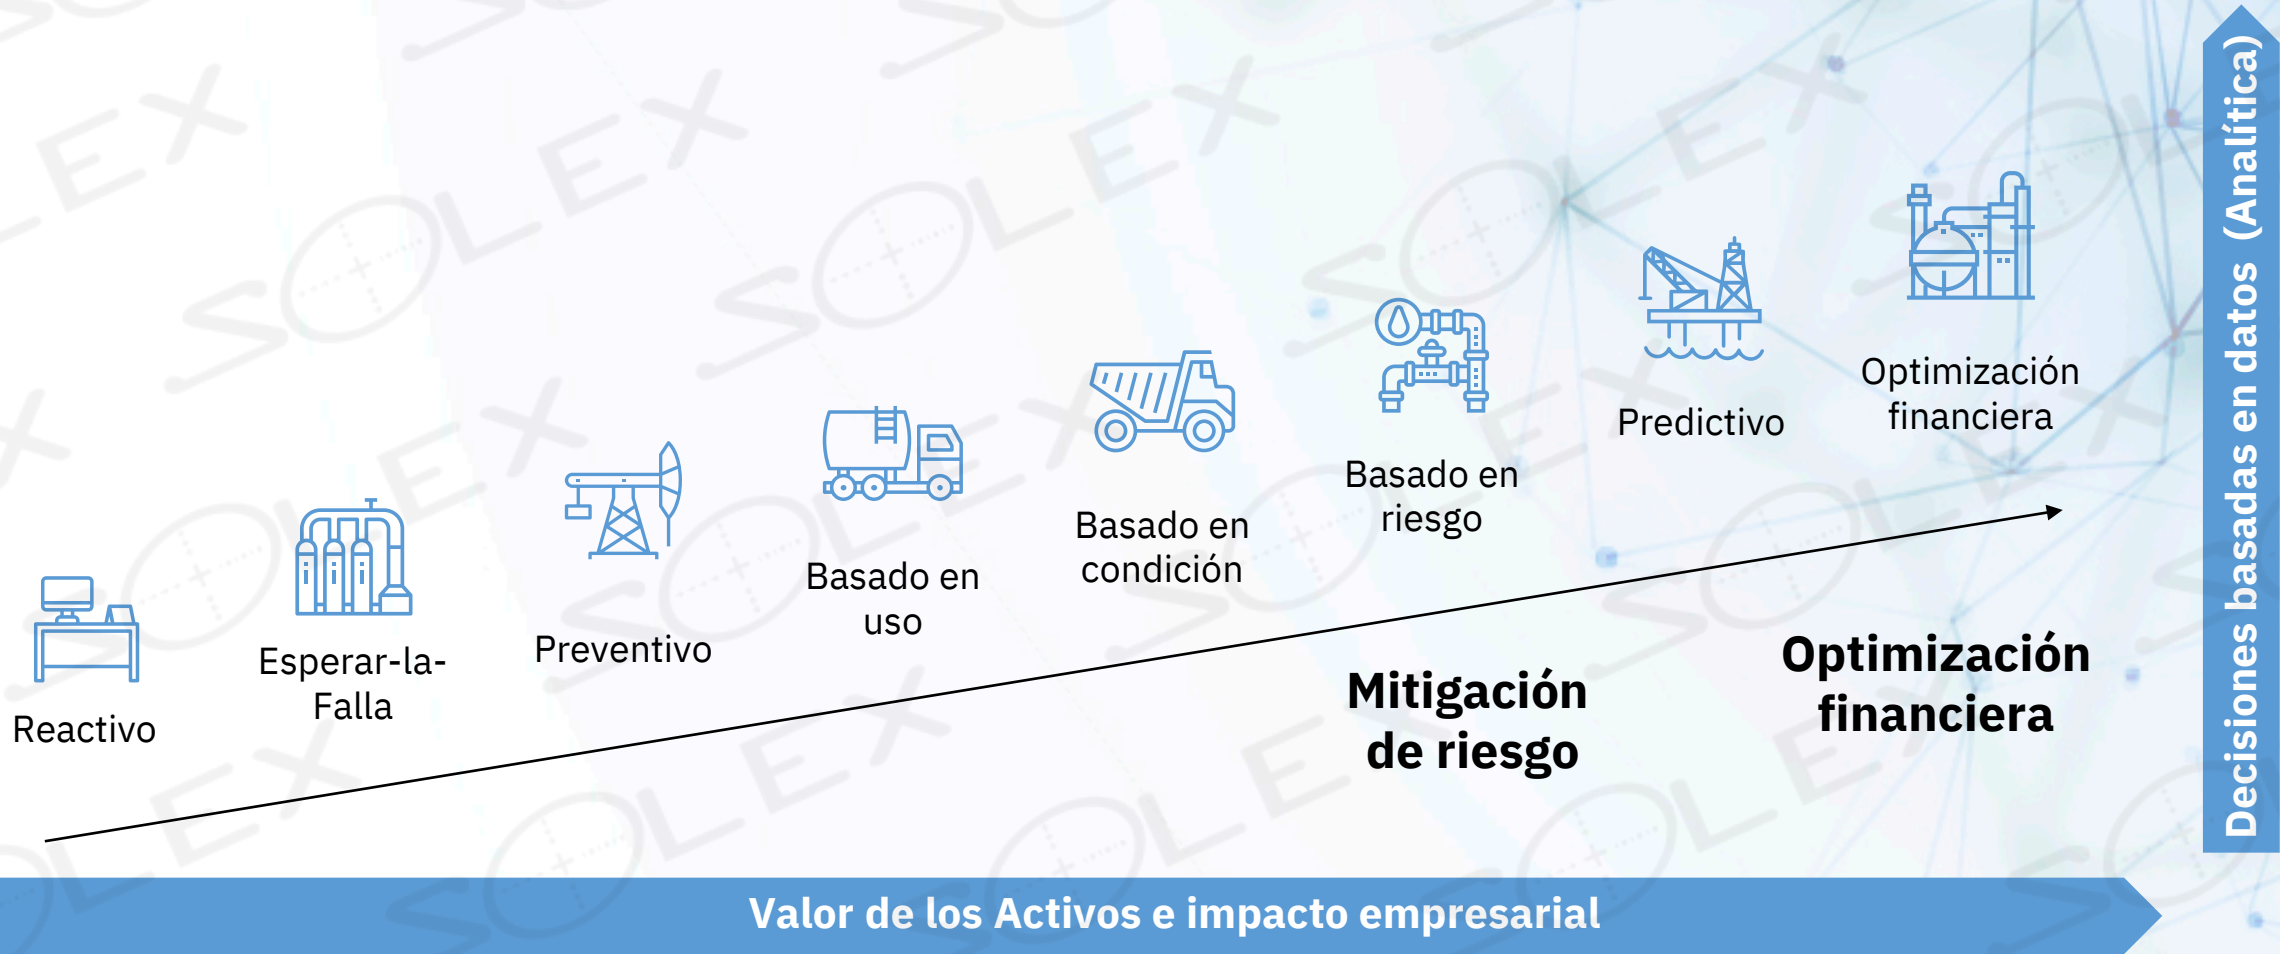 Reactivo
Esperar-la-
Falla
Preventivo
Basado en
uso
Basado en
condición
Basado en
riesgo
Predictivo
Optimización
financiera
Mitigación
de riesgo
Optimización
financiera
Valor de los Activos e impacto empresarial
Decisiones basadas en datos (Analítica)
SOLEX